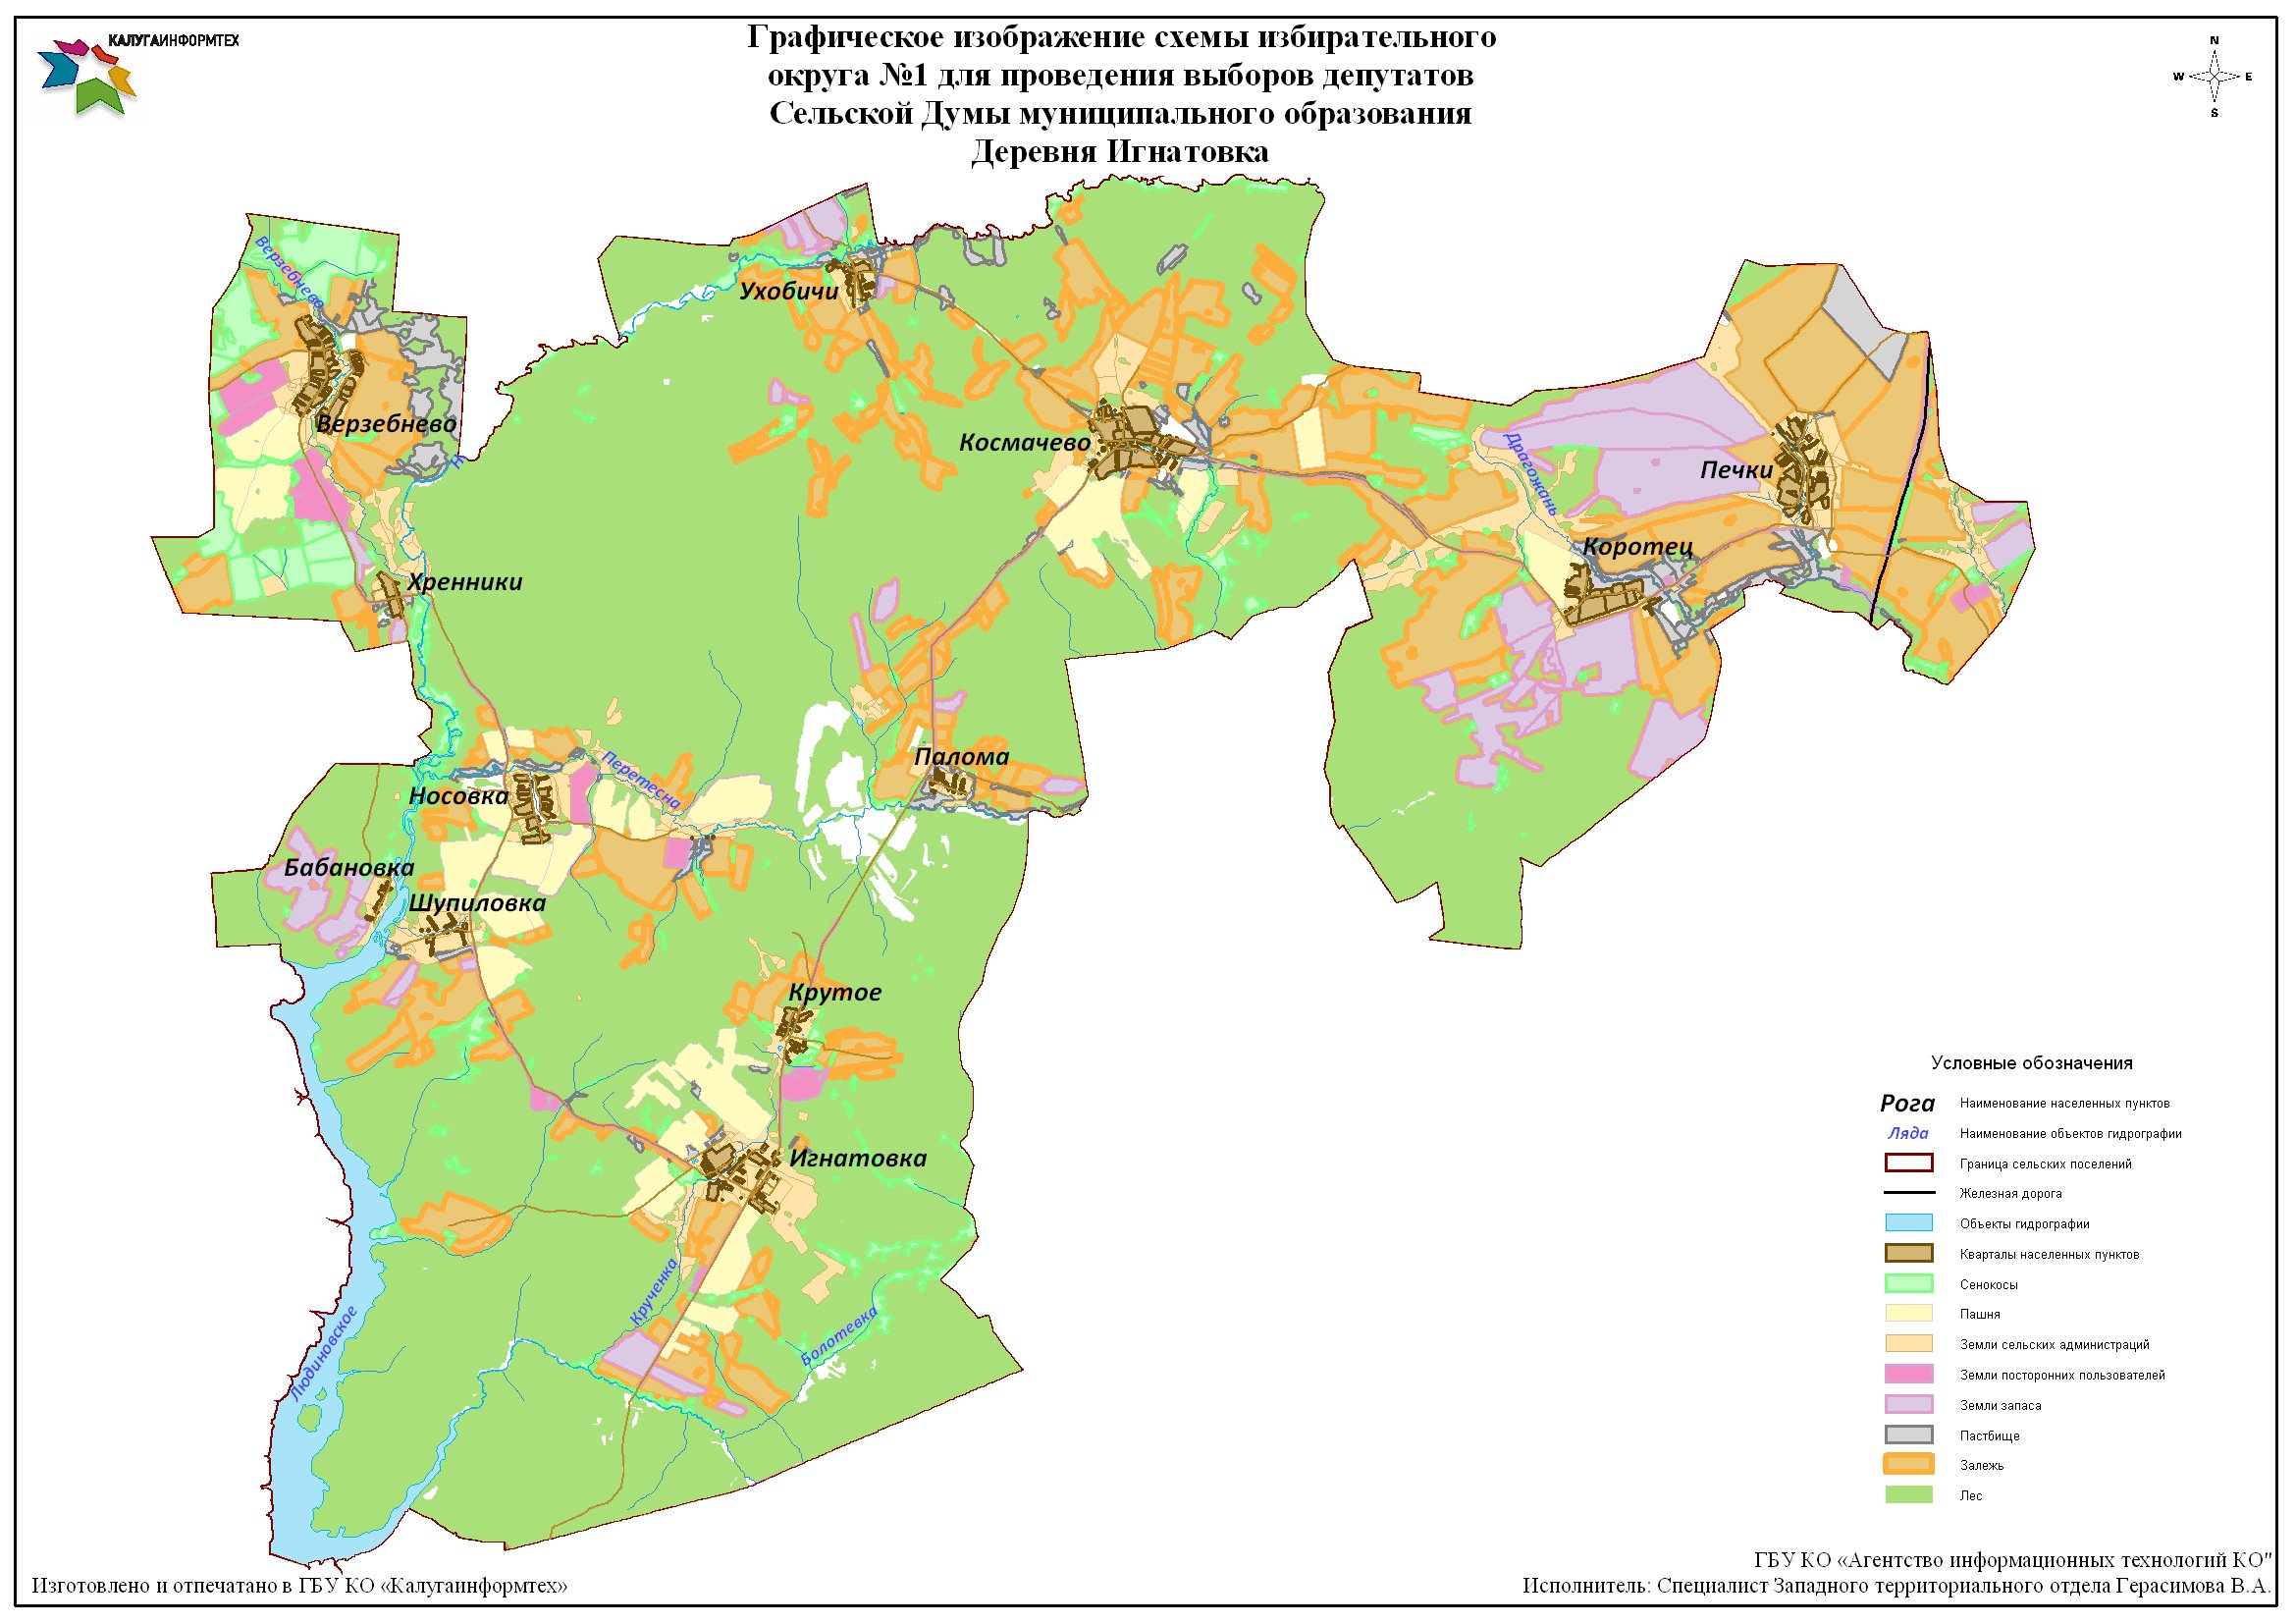 КАЛУГАИНФОРМТЕХ
Графическое изображение схемы избирательного
округа №1 для проведения выборов депутатов
Сельской Думы муниципального образования
Деревня Игнатовка
N
W E
S
Верзебнево
Ухобичи
Верзебнево
Н
Космачево
Драгожань
Печки
Коротец
Хренники
Палома
Перетесна
Носовка
Бабановка
Шупиловка
Крутое
Игнатовка
Крученка
Болотевка
Людиновское
Условные обозначения
Рога Наименование населенных пунктов
Ляда Наименование объектов гидрографии
Граница сельских поселений
Железная дорога
Объекты гидрографии
Кварталы населенных пунктов
Сенокосы
Пашня
Земли сельских администраций
Земли посторонних пользователей
Земли запаса
Пастбище
Залежь
Лес
ГБУ КО «Агентство информационных технологий КО"
Изготовлено и отпечатано в ГБУ КО «Калугаинформтех»
Исполнитель: Специалист Западного территориального отдела Герасимова В.А.